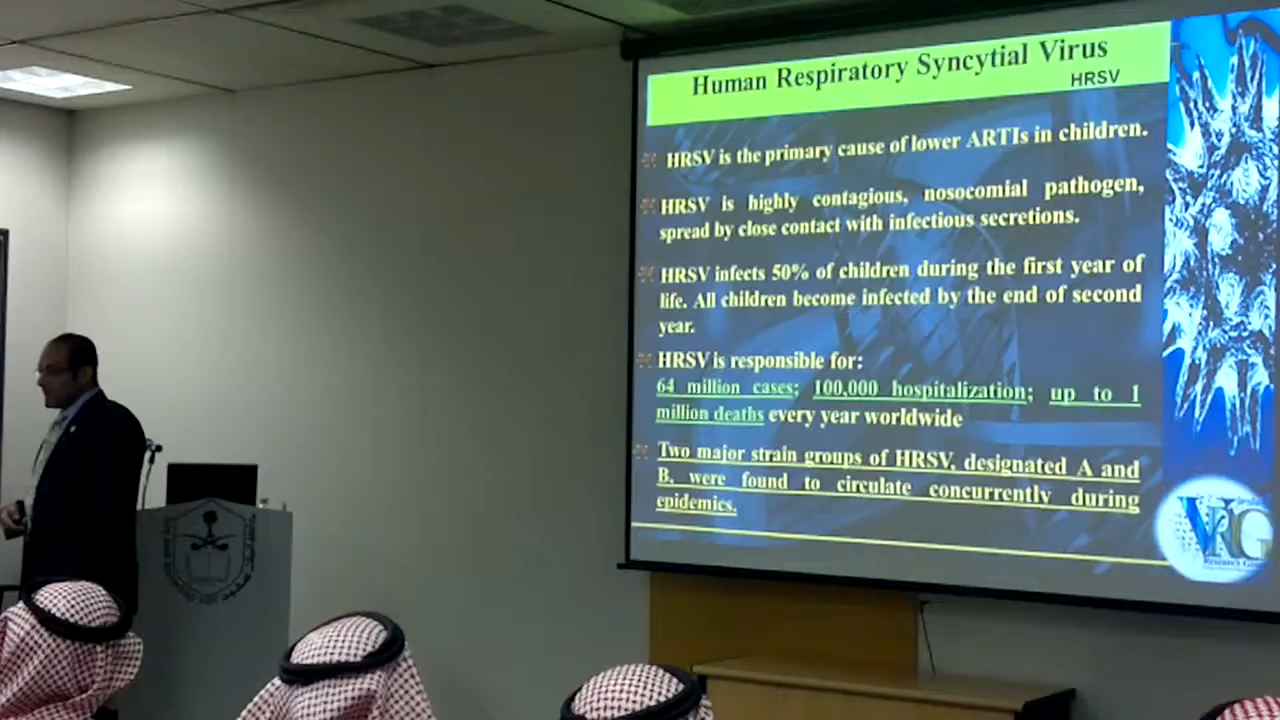 Human Respiratory Syncytial Virus
HRSV
HRSV is the primary cause of lower ARTIs in children.
HRSV is highly contagious, nosocomial pathogen,
spread by close contact with infectious secretions.
HRSV infects 50% of children during the first year of
life. All children become infected by the end of second
year.
HRSV is responsible for:
64 million cases; 100,000 hospitalization; up to 1
million deaths every year worldwide
Two major strain groups of HRSV, designated A and
B, were found to circulate concurrently during
epidemics.
VRG